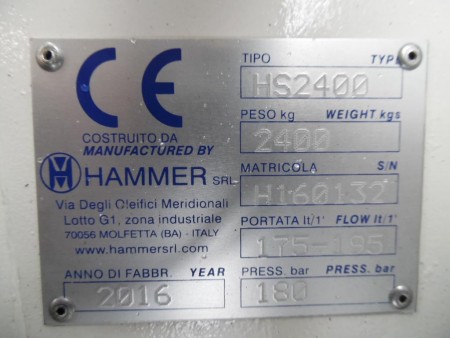 CE
COSTRUITO DA
MANUFACTURED BY
HAMMER SRL
Via Degli Oleifici Meridionali
Lotto G1, zona industriale
70056 MOLFETTA (BA) - ITALY
www.hammersrl.com
ANNO DI FABBR. YEAR
2016
TIPO TYPE
HS2400
PESO kg WEIGHT kgs
2400
MATRICOLA S/N
H160132
PORTATA lt/1' FLOW lt/1'
175-195
PRESS. bar PRESS. bar
180